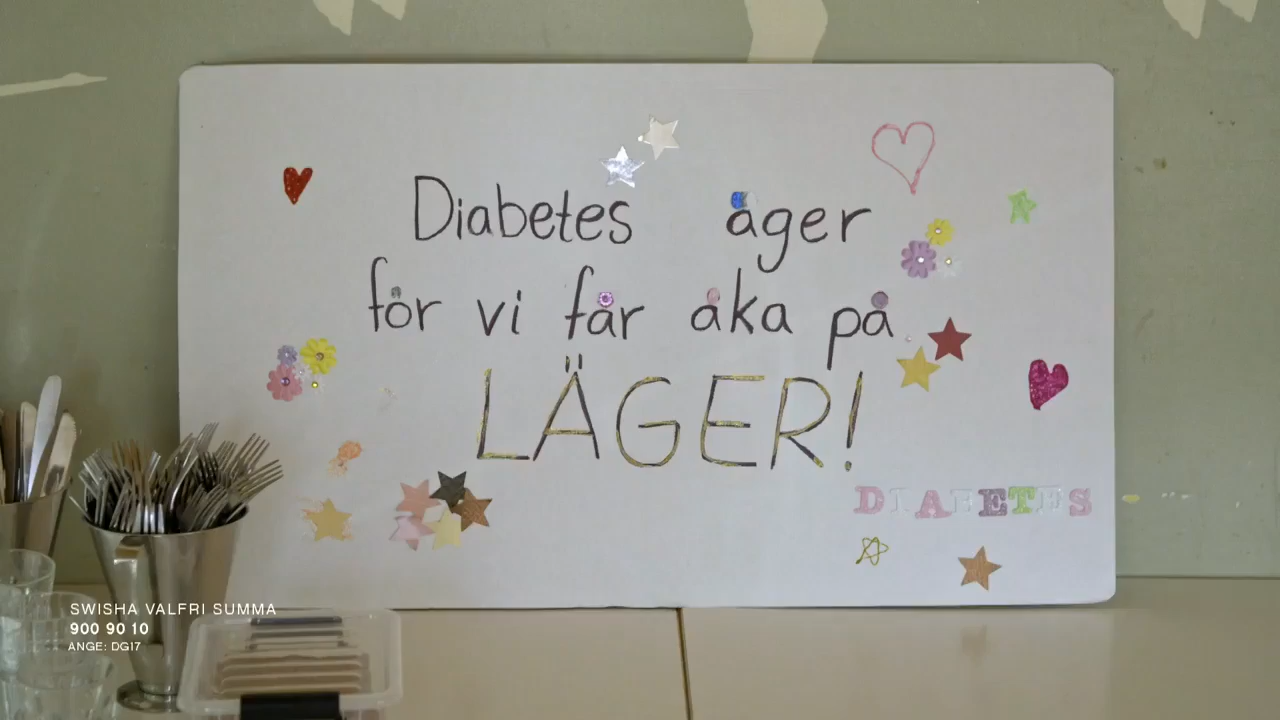 Diabetes äger
för vi får åka på
LÄGER!
DIABETES
SWISHA VALFRI SUMMA
900 90 10
ANGE: DG17